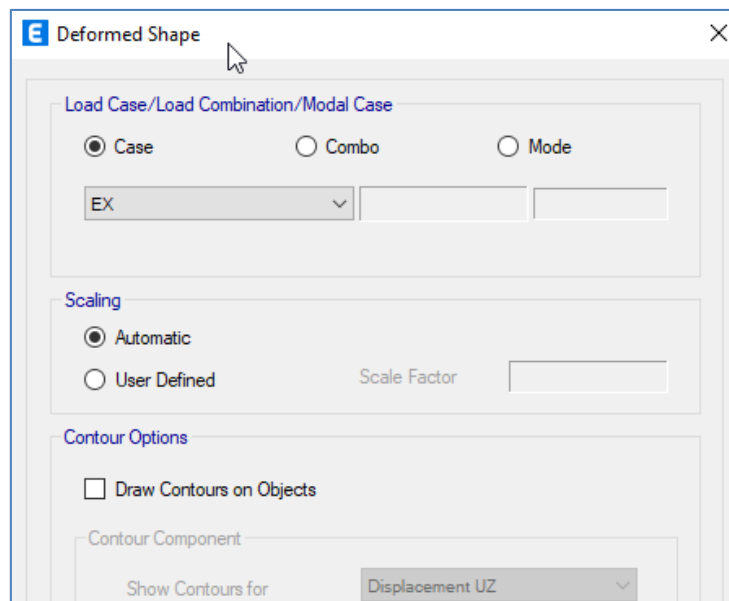 E Deformed Shape
Load Case/Load Combination/Modal Case
Case Combo Mode
EX
Scaling
Automatic
User Defined Scale Factor
Contour Options
Draw Contours on Objects
Contour Component
Show Contours for Displacement UZ